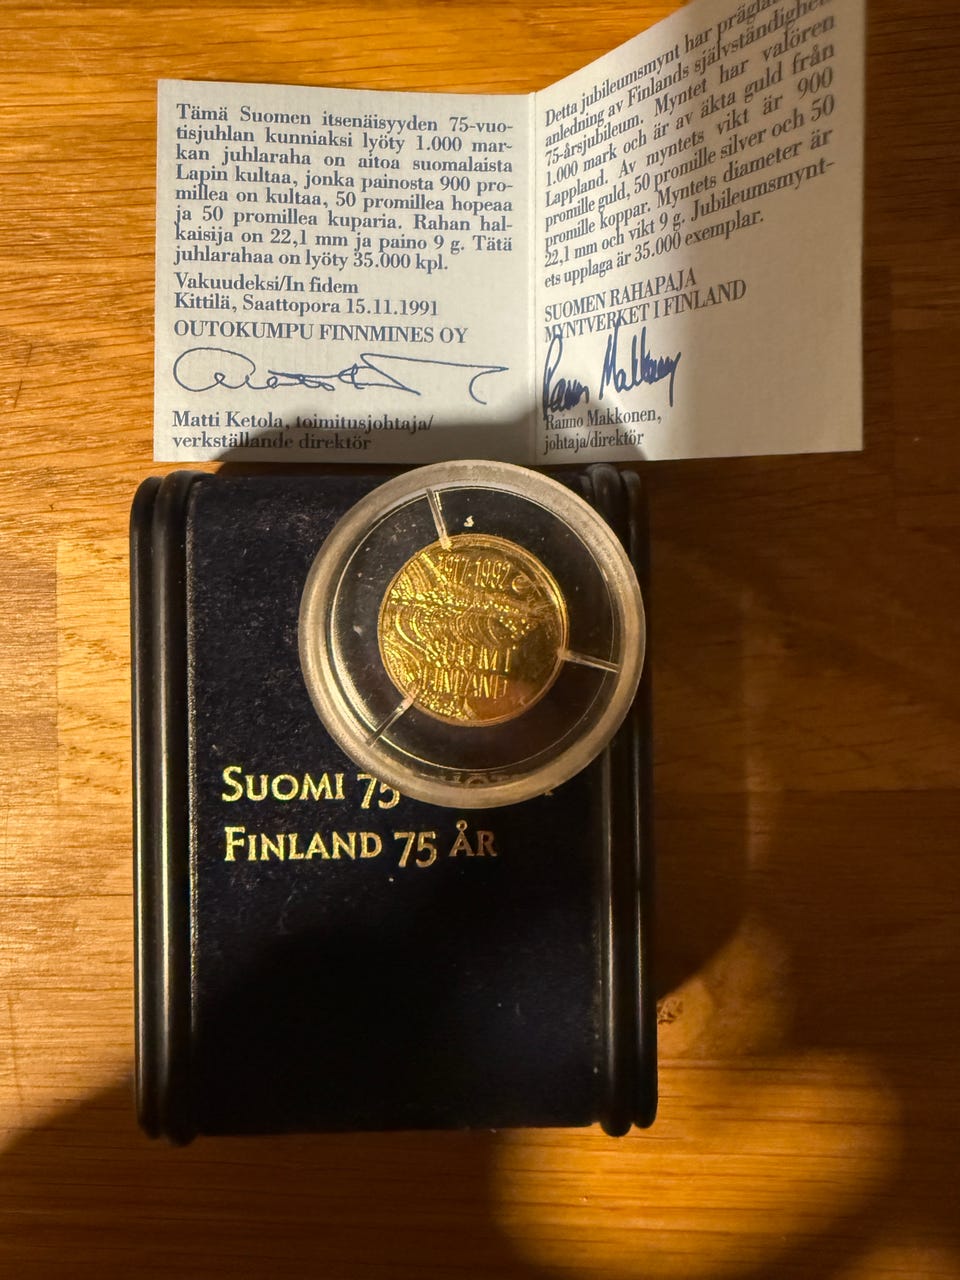 Tämä Suomen itsenäisyyden 75-vuo-
tisjuhlan kunniaksi lyöty 1.000 mar-
kan juhlaraha on aitoa suomalaista
Lapin kultaa, jonka painosta 900 pro-
millea on kultaa, 50 promillea hopeaa
ja 50 promillea kuparia. Rahan hal-
kaisija on 22,1 mm ja paino 9 g. Tätä
juhlarahaa on lyöty 35.000 kpl.
Vakuudeksi/In fidem
Kittilä, Saattopora 15.11.1991
OUTOKUMPU FINNMINES OY
Matti Ketola, toimitusjohtaja/
verkställande direktör
Detta jubileumsmynt har
anledning av Finlands självständighets
75-årsjubileum. Myntet har valören
1.000 mark och är av äkta guld från
Lappland. Av myntets vikt är 900
promille guld, 50 promille silver och 50
promille koppar. Myntets diameter är
22,1 mm och vikt 9 g. Jubileumsmynt-
ets upplaga är 35.000 exemplar.
SUOMEN RAHAPAJA
MYNTVERKET I FINLAND
Raimo Makkonen,
johtaja/direktör
1917-1992
SUOMI
FINLAND
SUOMI 75
FINLAND 75 ÅR